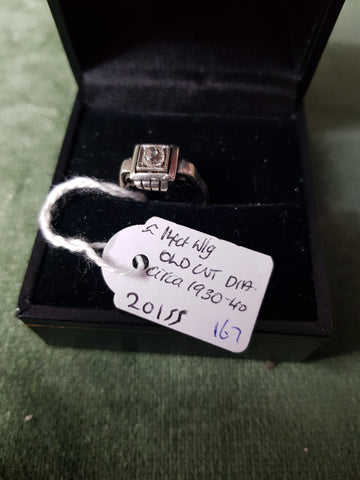 14ct W/g
OLD CUT DIA.
circa 1930-40
20155
167